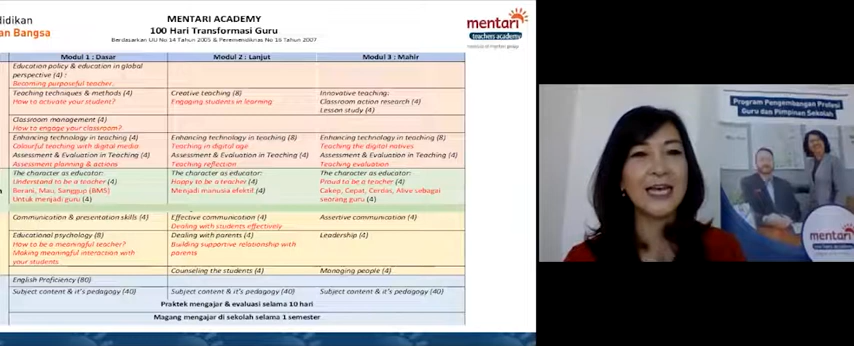 didikan
an Bangsa
MENTARI ACADEMY
100 Hari Transformasi Guru
Berdasarkan UU No 14 Tahun 2005 & Peremendiknas No 16 Tahun 2007
mentari
teachers academy
Modul 1 : Dasar
Modul 2 : Lanjut
Modul 3 : Mahir
Education policy & education in global
perspective (4) :
Becoming purposeful teacher.
Teaching techniques & methods (4)
How to activate your student?
Creative teaching (8)
Engaging students in learning
Innovative teaching:
Classroom action research (4)
Lesson study (4)
Classroom management (4)
How to engage your classroom?
Enhancing technology in teaching (4)
Colourful teaching with digital media
Enhancing technology in teaching (8)
Teaching in digital age
Enhancing technology in teaching (8)
Teaching the digital natives
Assessment & Evaluation in Teaching (4)
Assessment planning & actions
Assessment & Evaluation in Teaching (4)
Teaching reflection
Assessment & Evaluation in Teaching (4)
Teaching evaluation
The character as educator:
Understand to be a teacher (4)
Berani, Mau, Sanggup (BMS)
Untuk menjadi guru (4)
The character as educator:
Happy to be a teacher (4)
Menjadi manusia efektif (4)
The character as educator:
Proud to be a teacher (4)
Cakep, Cepat, Cerdas, Alive sebagai
seorang guru (4)
Communication & presentation skills (4)
Effective communication (4)
Dealing with students effectively
Assertive communication (4)
Educational psychology (8)
How to be a meaningful teacher?
Making meaningful interaction with
your students
Dealing with parents (4)
Building supportive relationship with
parents
Leadership (4)
Counseling the students (4)
Managing people (4)
English Proficiency (80)
Subject content & it's pedagogy (40)
Subject content & it's pedagogy (40)
Subject content & it's pedagogy (40)
Praktek mengajar & evaluasi selama 10 hari
Magang mengajar di sekolah selama 1 semester
Program Pengembangan Profesi
Guru dan Pimpinan Sekolah
mentari